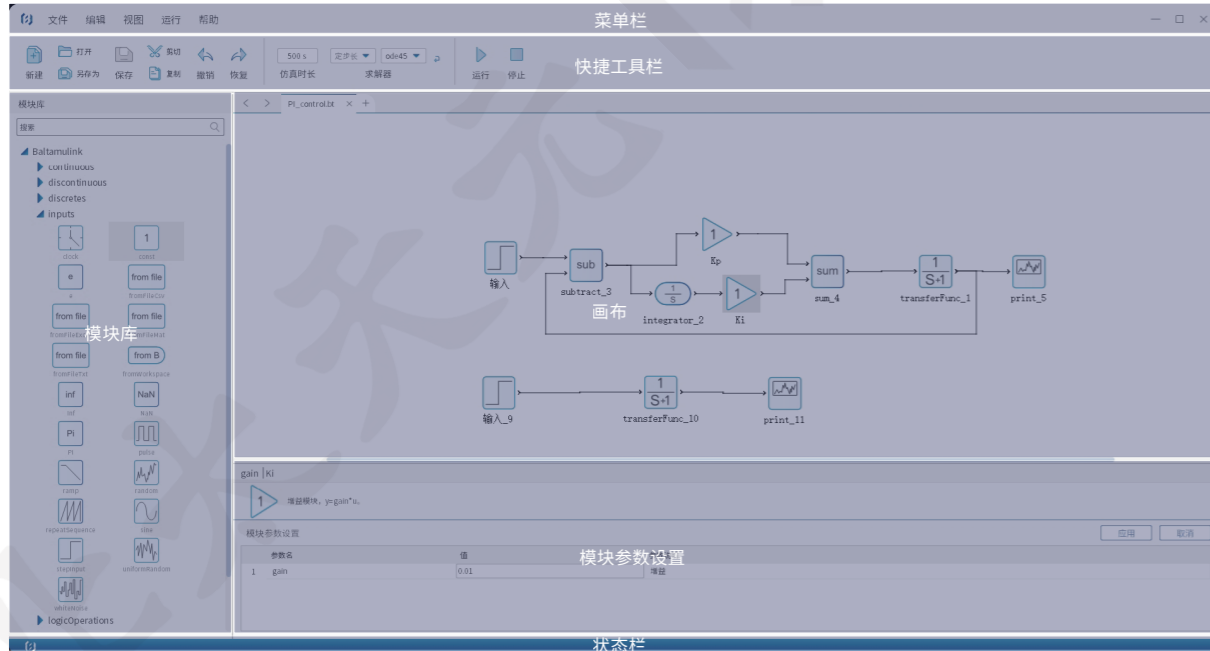 文件 编辑 视图 运行 帮助 菜单栏
打开 剪切 500 s 定步长 ode45
新建 另存为 保存 复制 撤销 恢复 仿真时长 求解器 运行 停止 快捷工具栏
模块库 PI_control.bt × +
搜索
Baltamulink
continuous
discontinuous
discretes
inputs
1
clock const
e from file
e fromFileCsv
from file from file
模块库
from file from B
fromFileTxt fromWorkspace
inf NaN
inf NaN
Pi
PI pulse
ramp random
repeatSequence sine
stepInput uniformRandom
whiteNoise
logicOperations
1
Kp
输入
sub
subtract_3
1
s
integrator_2
1
Ki
sum
sum_4
1
S+1
transferFunc_1
print_5
画布
输入_9
1
S+1
transferFunc_10
print_11
gain | Ki
1 增益模块，y=gain*u。
模块参数设置 应用 取消
参数名 值
模块参数设置
1 gain 0.01 增益
状态栏